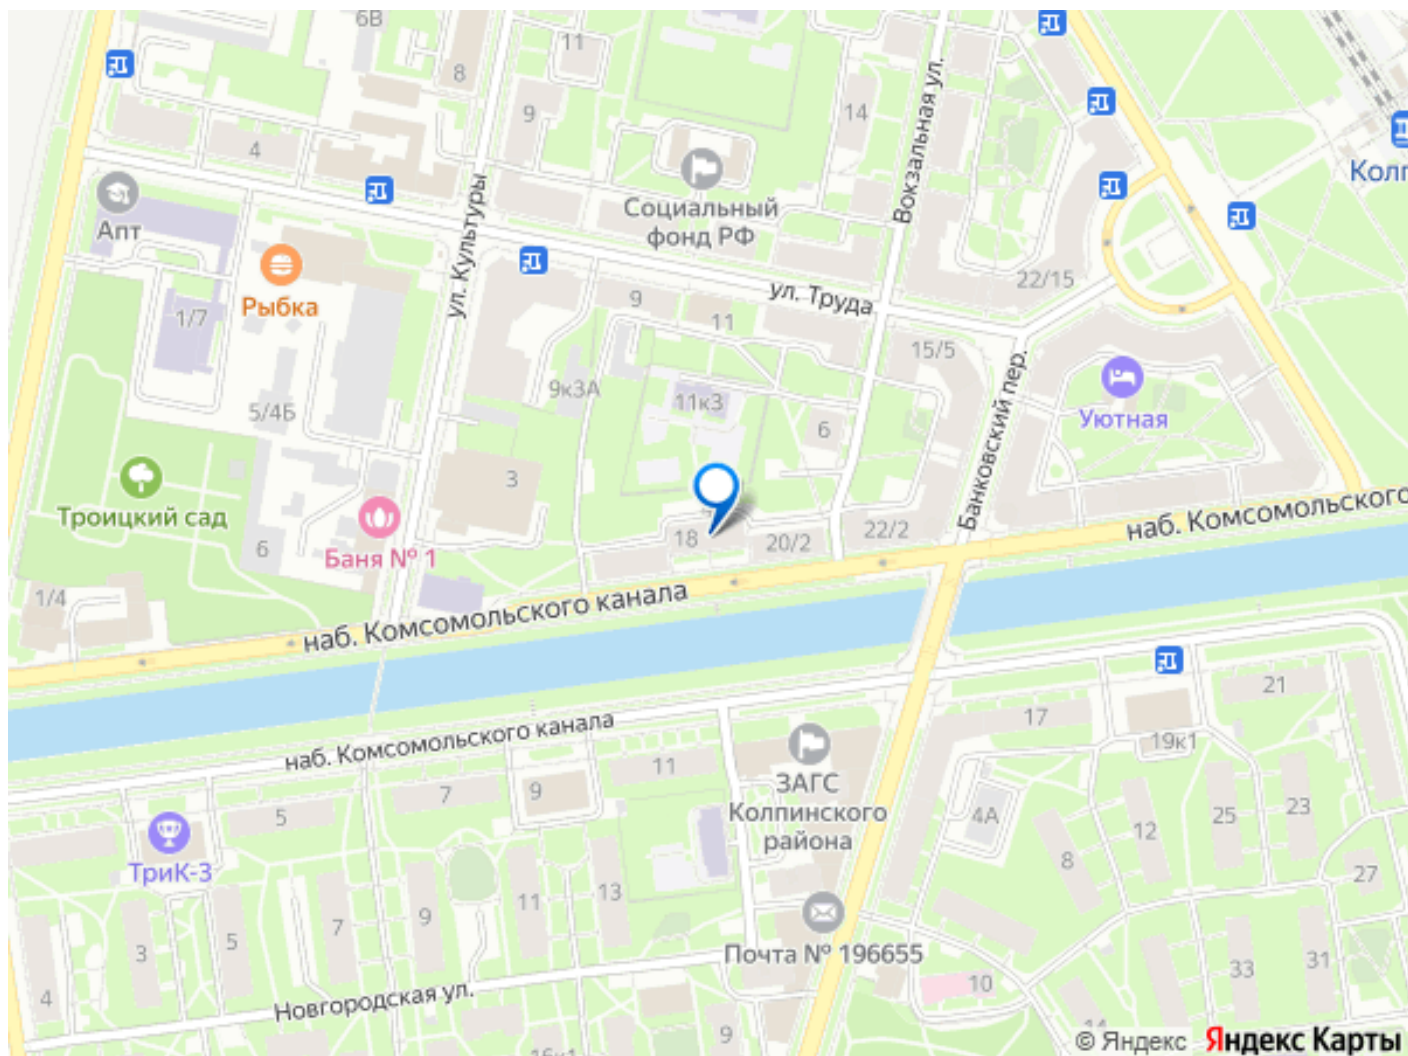 6В
11
8
9
14
4
Вокзальная ул.
Колп
Апт
ул. Культуры
Социальный
фонд РФ
Рыбка
1/7
9
ул. Труда
11
22/15
15/5
9к3А
11к3
5/4Б
6
Уютная
Банковский пер.
3
Троицкий сад
6
Баня № 1
18
20/2
22/2
наб. Комсомольского
1/4
наб. Комсомольского канала
наб. Комсомольского канала
21
17
19к1
11
ЗАГС
Колпинского
района
7
9
5
4А
12
25
23
ТриК-3
8
27
3
5
7
9
11
13
Почта № 196655
4
10
33
31
Новгородская ул.
9
16к1
14
© Яндекс
Яндекс Карты